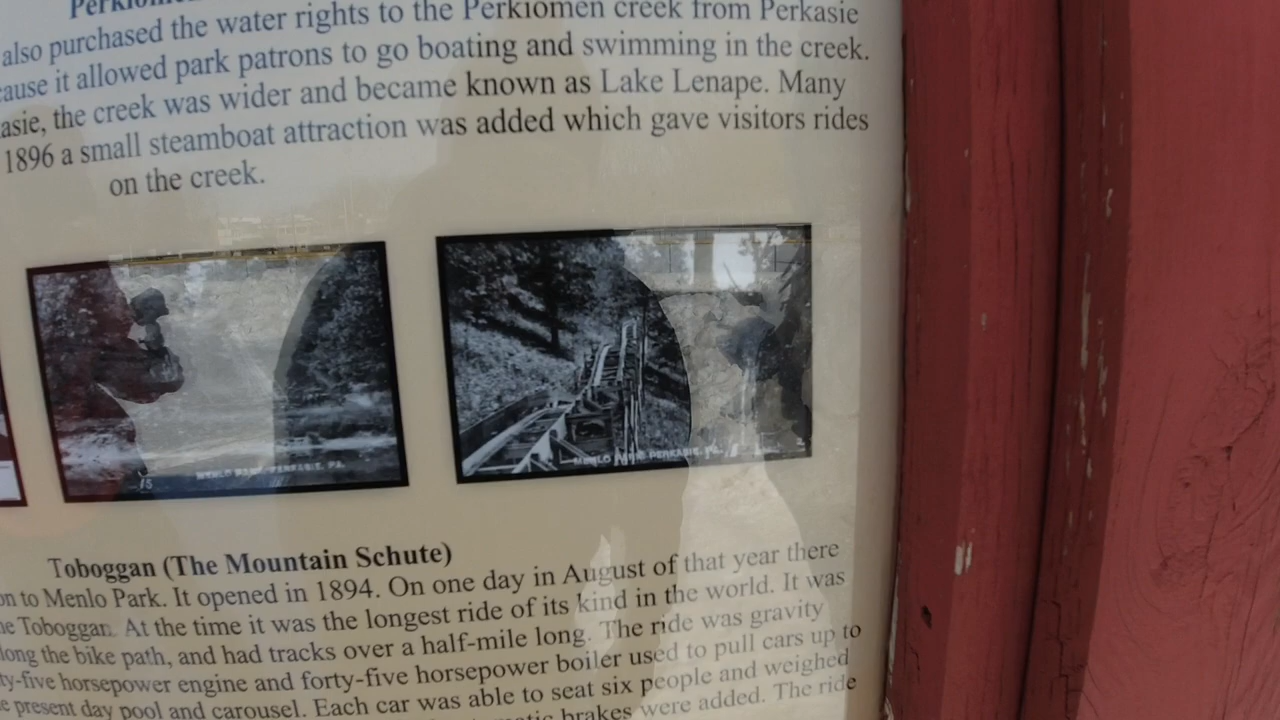 also purchased the water rights to the Perkiomen creek from Perkasie
cause it allowed park patrons to go boating and swimming in the creek.
asie, the creek was wider and became known as Lake Lenape. Many
1896 a small steamboat attraction was added which gave visitors rides
on the creek.
15 MENLO PARK PERKASIE, PA.
MENLO PARK PERKASIE, PA.
Toboggan (The Mountain Schute)
on to Menlo Park. It opened in 1894. On one day in August of that year there
he Toboggan. At the time it was the longest ride of its kind in the world. It was
long the bike path, and had tracks over a half-mile long. The ride was gravity
ty-five horsepower engine and forty-five horsepower boiler used to pull cars up to
e present day pool and carousel. Each car was able to seat six people and weighed
matic brakes were added. The ride